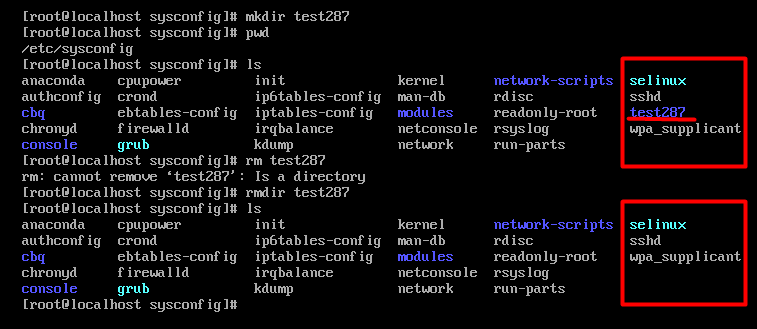 [root@localhost sysconfig]# mkdir test287
[root@localhost sysconfig]# pwd
/etc/sysconfig
[root@localhost sysconfig]# ls
anaconda cpupower init kernel network-scripts selinux
authconfig crond ip6tables-config man-db rdisc sshd
cbq ebtables-config iptables-config modules readonly-root test287
chronyd firewalld irqbalance netconsole rsyslog wpa_supplicant
console grub kdump network run-parts
[root@localhost sysconfig]# rm test287
rm: cannot remove ‘test287’: Is a directory
[root@localhost sysconfig]# rmdir test287
[root@localhost sysconfig]# ls
anaconda cpupower init kernel network-scripts selinux
authconfig crond ip6tables-config man-db rdisc sshd
cbq ebtables-config iptables-config modules readonly-root wpa_supplicant
chronyd firewalld irqbalance netconsole rsyslog
console grub kdump network run-parts
[root@localhost sysconfig]#